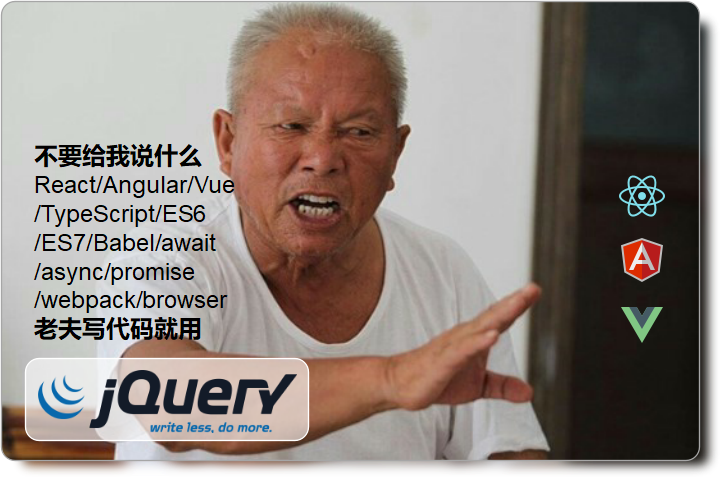 不要给我说什么
React/Angular/Vue
/TypeScript/ES6
/ES7/Babel/await
/async/promise
/webpack/browser
老夫写代码就用
jQuery
write less, do more.
A